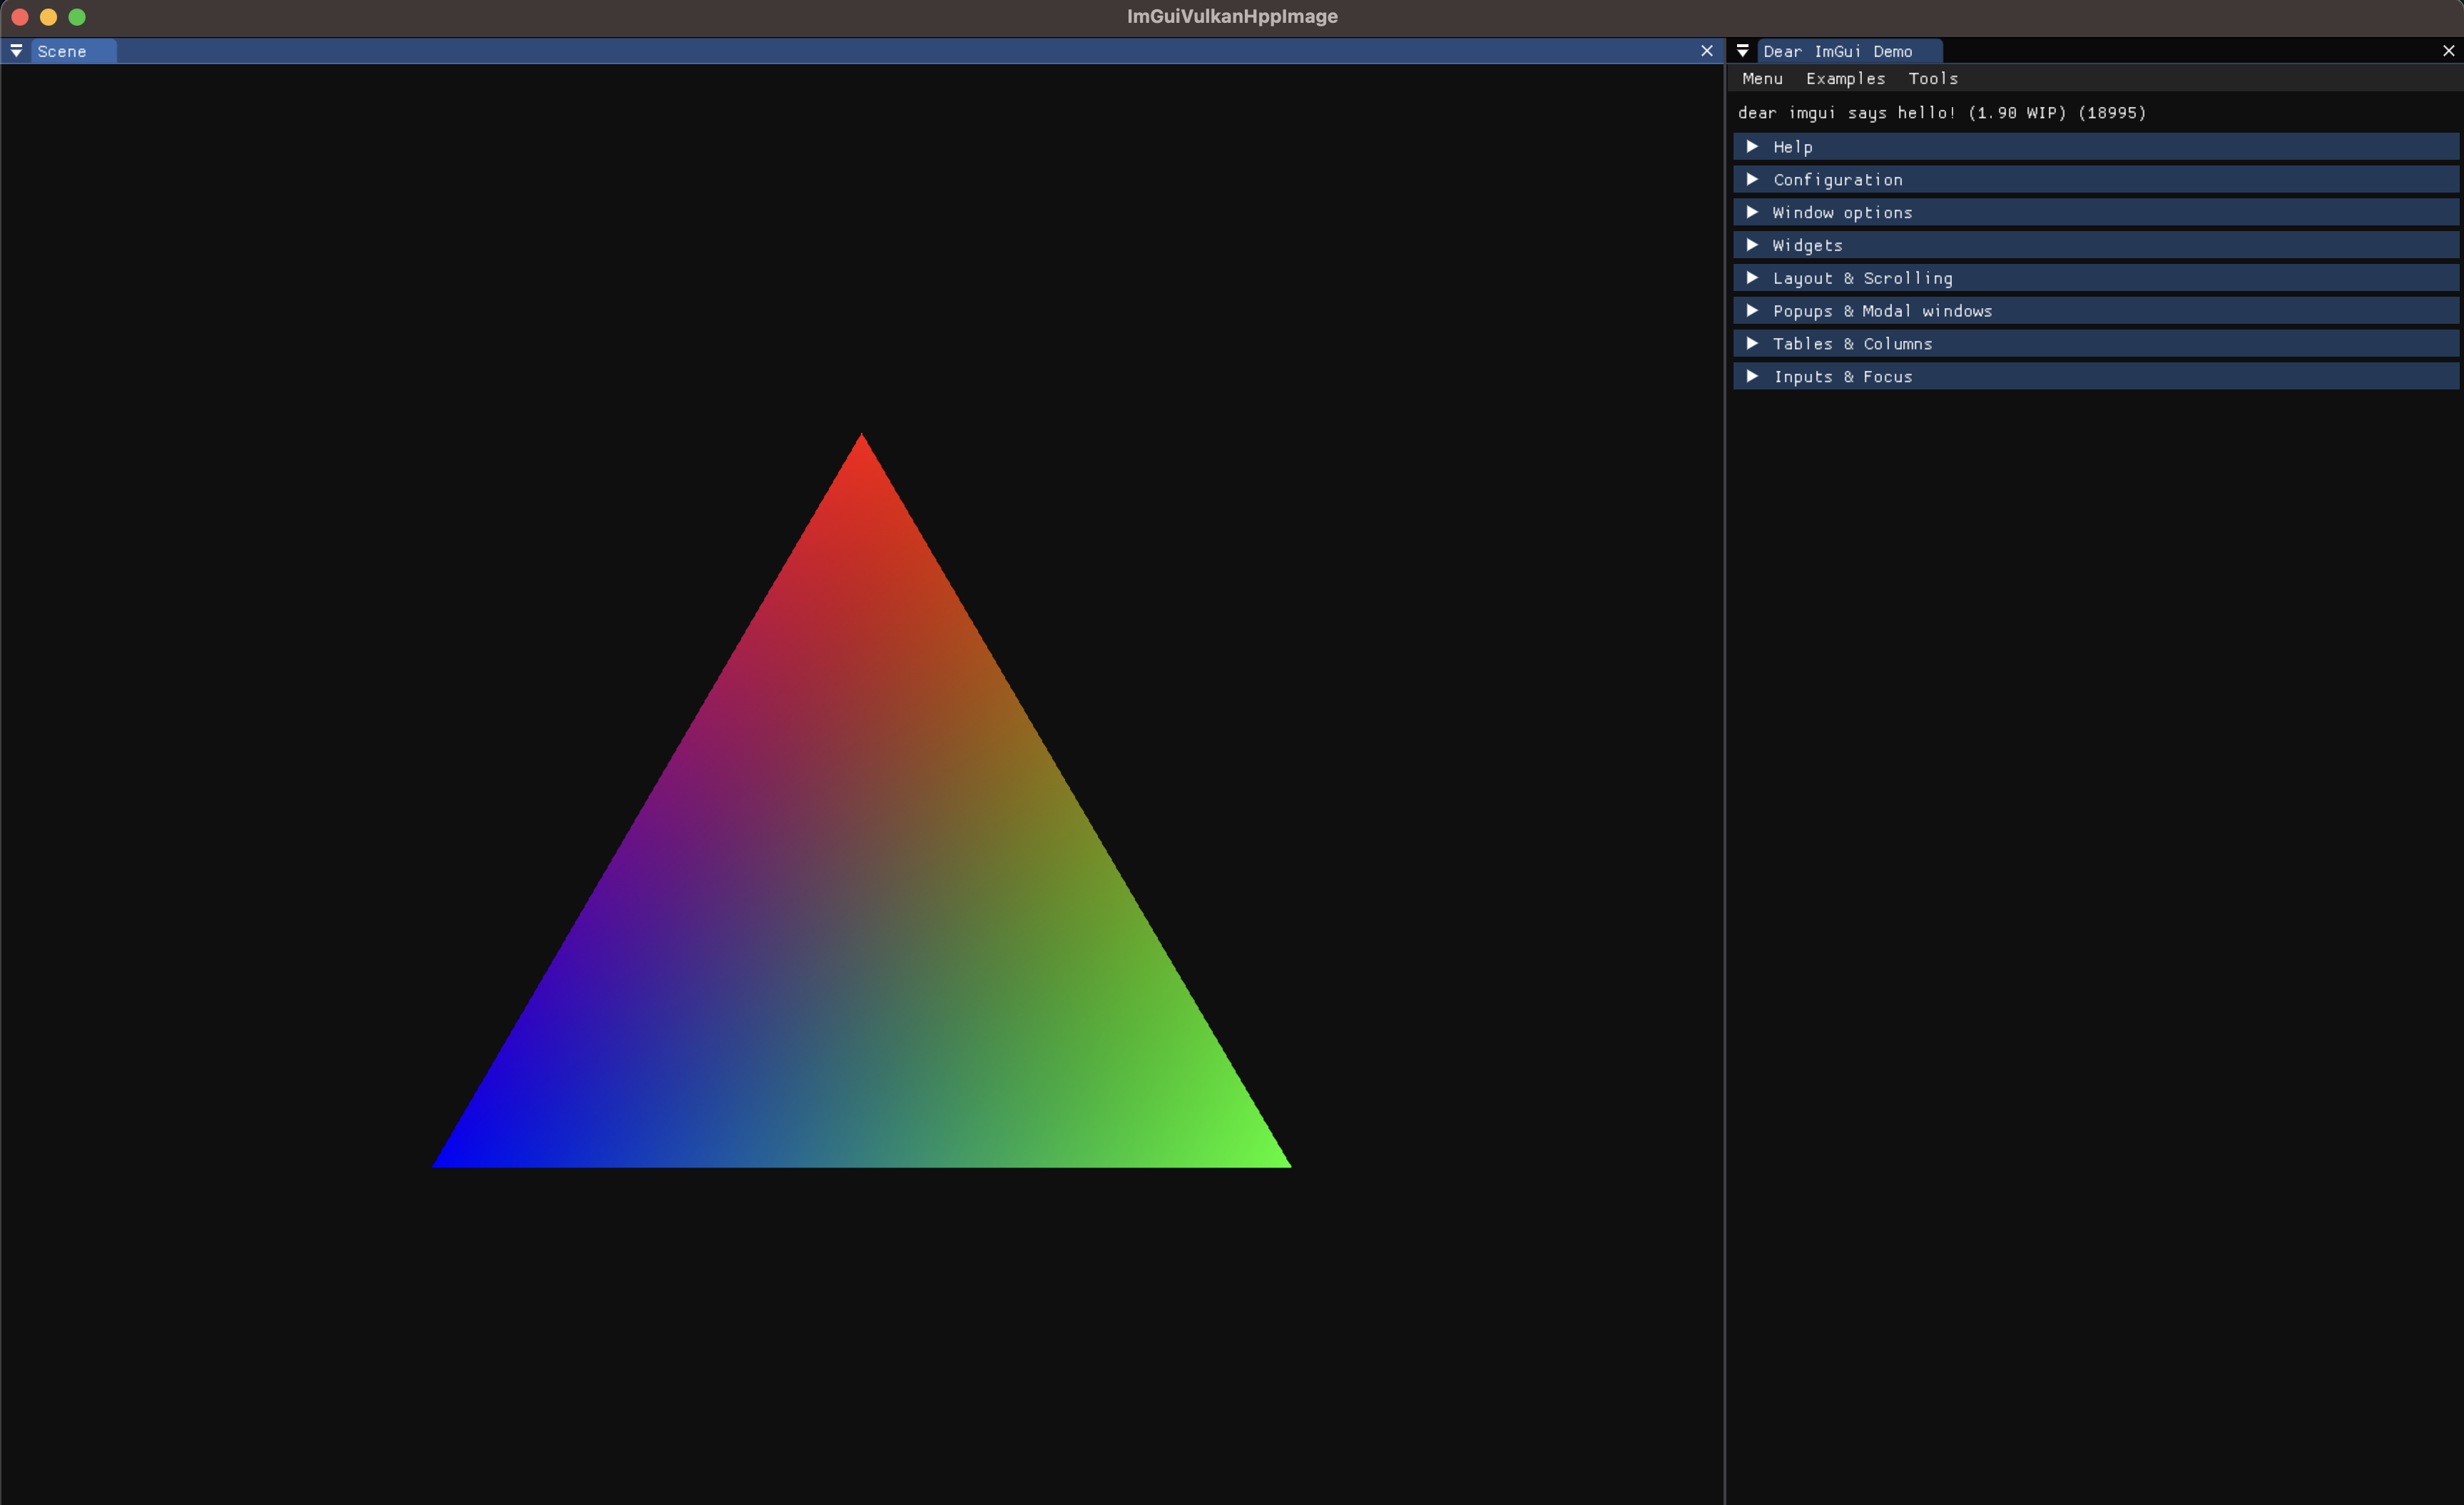 ImGuiVulkanHppImage
Scene
Dear ImGui Demo
Menu Examples Tools
dear imgui says hello! (1.90 WIP) (18995)
Help
Configuration
Window options
Widgets
Layout & Scrolling
Popups & Modal windows
Tables & Columns
Inputs & Focus